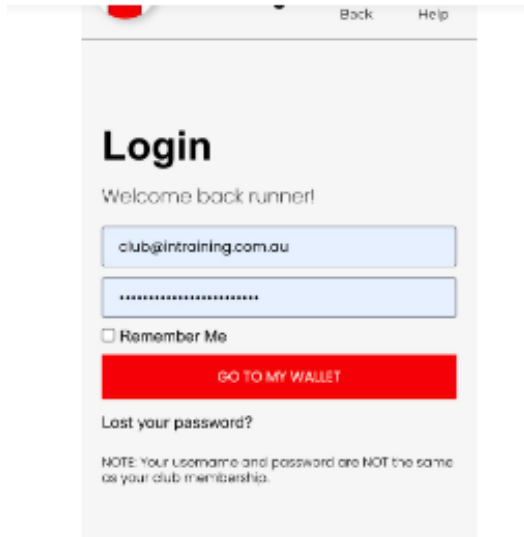 Back Help
Login
Welcome back runner!
club@intraining.com.au
Remember Me
GO TO MY WALLET
Lost your password?
NOTE: Your username and password are NOT the same
as your club membership.